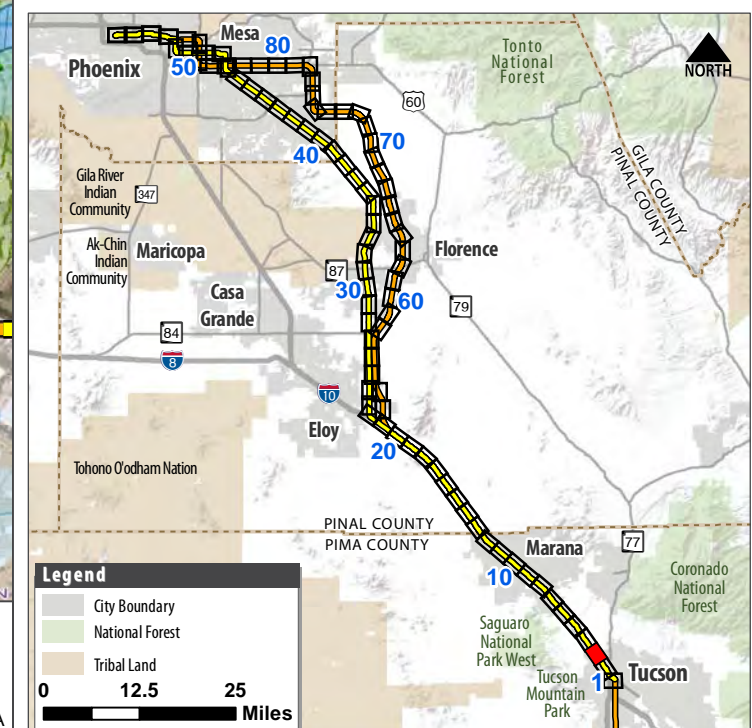 Mesa
80
Phoenix
50
Tonto
National
Forest
NORTH
60
70
40
GILA COUNTY
PINAL COUNTY
Gila River
Indian
Community
347
Ak-Chin
Indian
Community
Maricopa
Florence
87
30
Casa
Grande
60
79
84
8
10
Eloy
20
Tohono O'odham Nation
PINAL COUNTY
PIMA COUNTY
Marana
77
10
Coronado
National
Forest
Saguaro
National
Park West
Tucson
Mountain
Park
1
Tucson
Legend
City Boundary
National Forest
Tribal Land
0 12.5 25
Miles